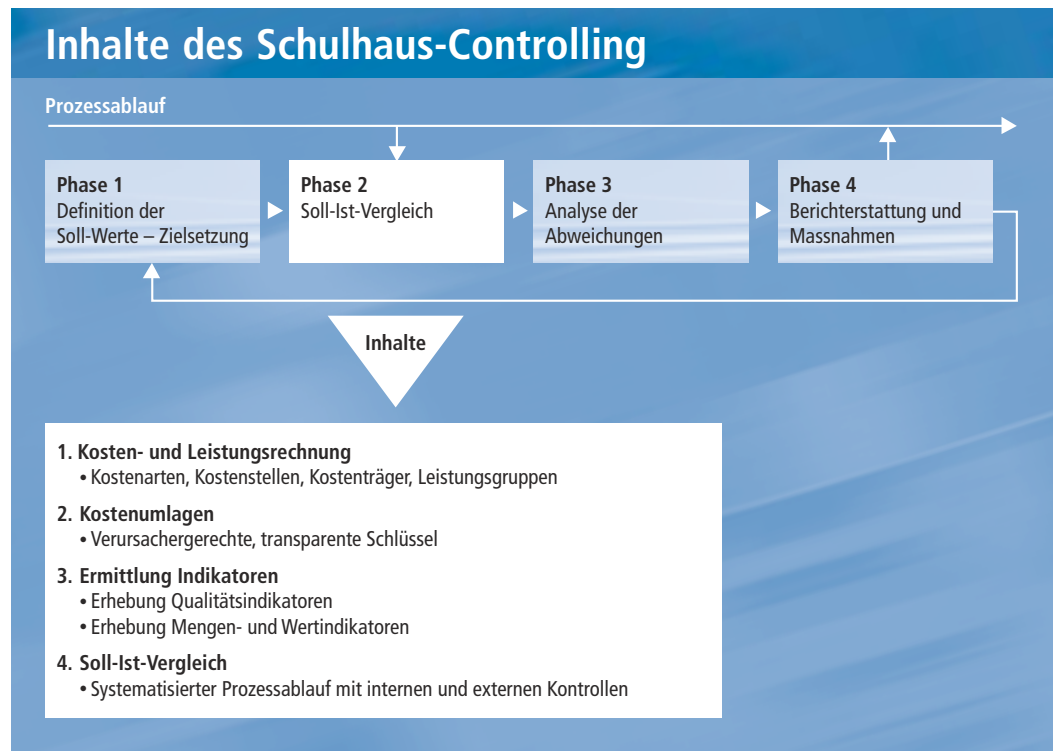 Inhalte des Schulhaus-Controlling
Prozessablauf
Phase 1
Definition der
Soll-Werte – Zielsetzung
Phase 2
Soll-Ist-Vergleich
Phase 3
Analyse der
Abweichungen
Phase 4
Berichterstattung und
Massnahmen
Inhalte
1. Kosten- und Leistungsrechnung
• Kostenarten, Kostenstellen, Kostenträger, Leistungsgruppen
2. Kostenumlagen
• Verursachergerechte, transparente Schlüssel
3. Ermittlung Indikatoren
• Erhebung Qualitätsindikatoren
• Erhebung Mengen- und Wertindikatoren
4. Soll-Ist-Vergleich
• Systematisierter Prozessablauf mit internen und externen Kontrollen